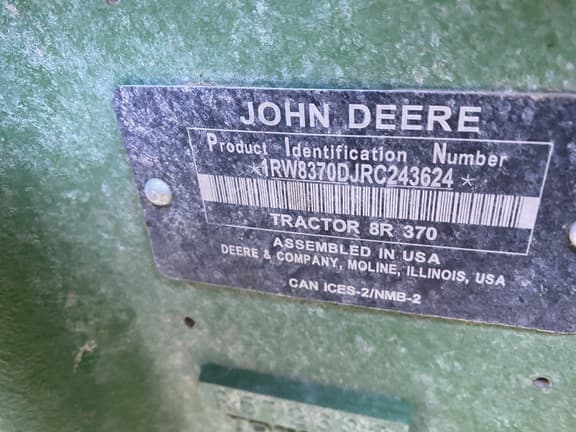 JOHN DEERE
Product Identification Number
*1RW8370DJRC243624*
TRACTOR 8R 370
ASSEMBLED IN USA
DEERE & COMPANY, MOLINE, ILLINOIS, USA
CAN ICES-2/NMB-2